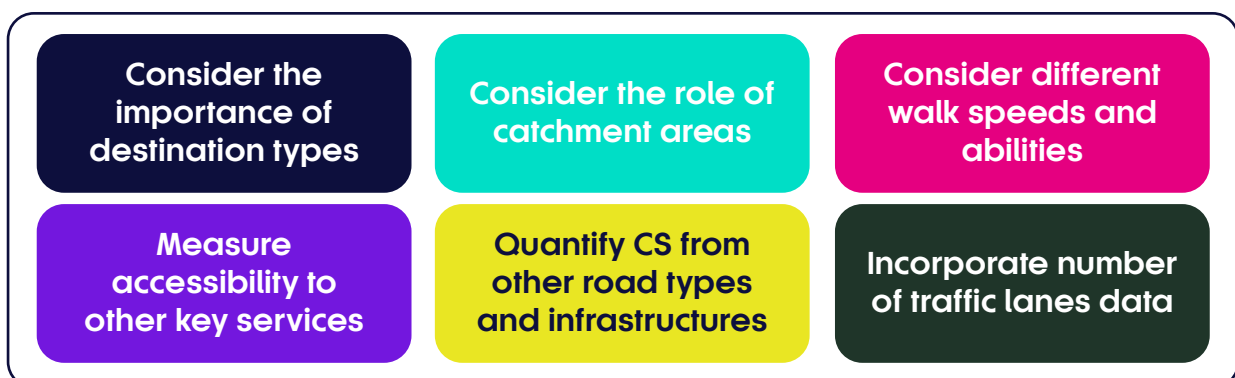 Consider the
importance of
destination types
Consider the role of
catchment areas
Consider different
walk speeds and
abilities
Measure
accessibility to
other key services
Quantify CS from
other road types
and infrastructures
Incorporate number
of traffic lanes data